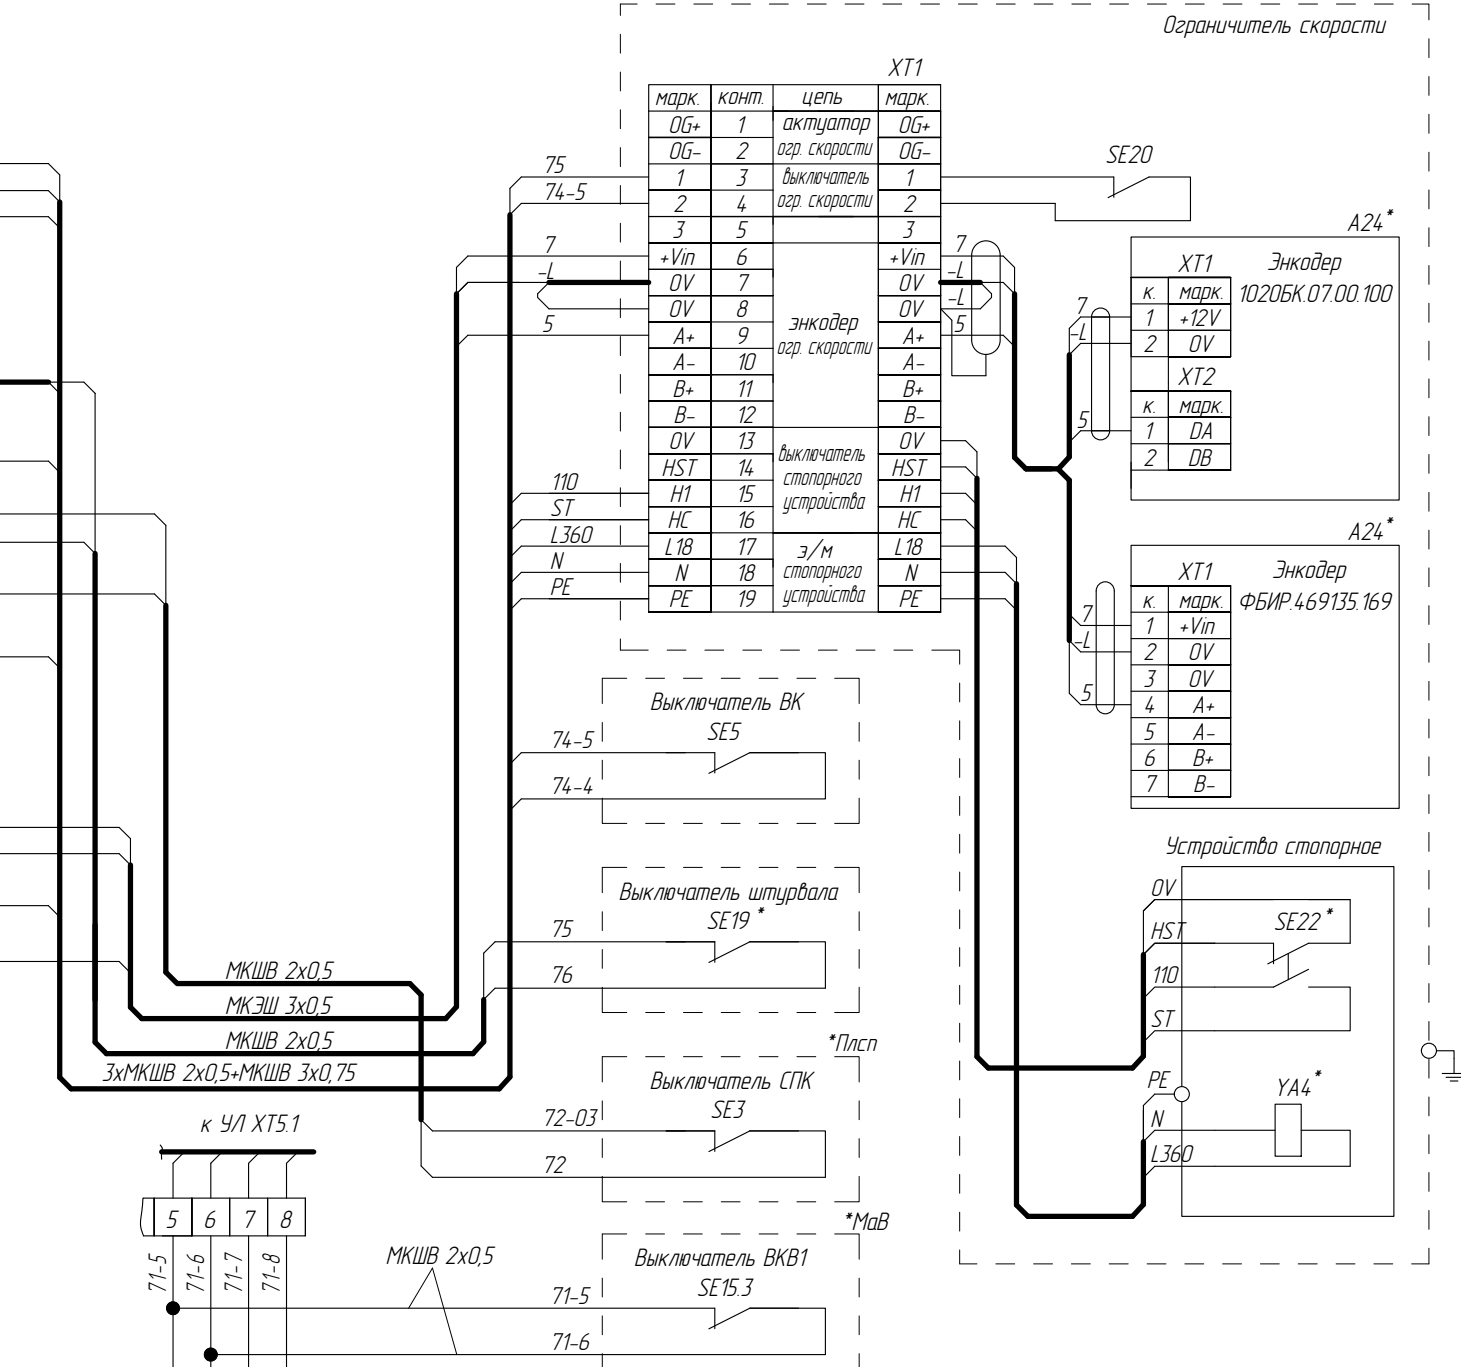 Ограничитель скорости
XT1
марк. конт. цепь марк.
OG+ 1 актуатор OG+
OG- 2 огр. скорости OG-
1 3 выключатель 1
2 4 огр. скорости 2
3 5 3
+Vin 6 +Vin
0V 7 0V
0V 8 энкодер 0V
A+ 9 огр. скорости A+
A- 10 A-
B+ 11 B+
B- 12 B-
0V 13 выключатель 0V
HST 14 стопорного HST
H1 15 устройства H1
HC 16 HC
L18 17 э/м L18
N 18 стопорного N
PE 19 устройства PE
75
74-5
7
-L
5
110
ST
L360
N
PE
7
-L
-L
5
SE20
A24*
XT1 Энкодер
к. марк. 1020БК.07.00.100
1 +12V
2 0V
XT2
к. марк.
1 DA
2 DB
7
-L
5
A24*
XT1 Энкодер
к. марк. ФБИР.469135.169
1 +Vin
2 0V
3 0V
4 A+
5 A-
6 B+
7 B-
7
-L
5
Выключатель ВК
SE5
74-5
74-4
Выключатель штурвала
SE19*
75
76
*Плсп
Выключатель СПК
SE3
72-03
72
*МаВ
Выключатель ВКВ1
SE15.3
71-5
71-6
Устройство стопорное
0V
HST
SE22*
110
ST
PE
YA4*
N
L360
МКШВ 2х0,5
МКЭШ 3х0,5
МКШВ 2х0,5
3хМКШВ 2х0,5+МКШВ 3х0,75
к УЛ XT5.1
5 6 7 8
71-5 71-6 71-7 71-8
МКШВ 2х0,5